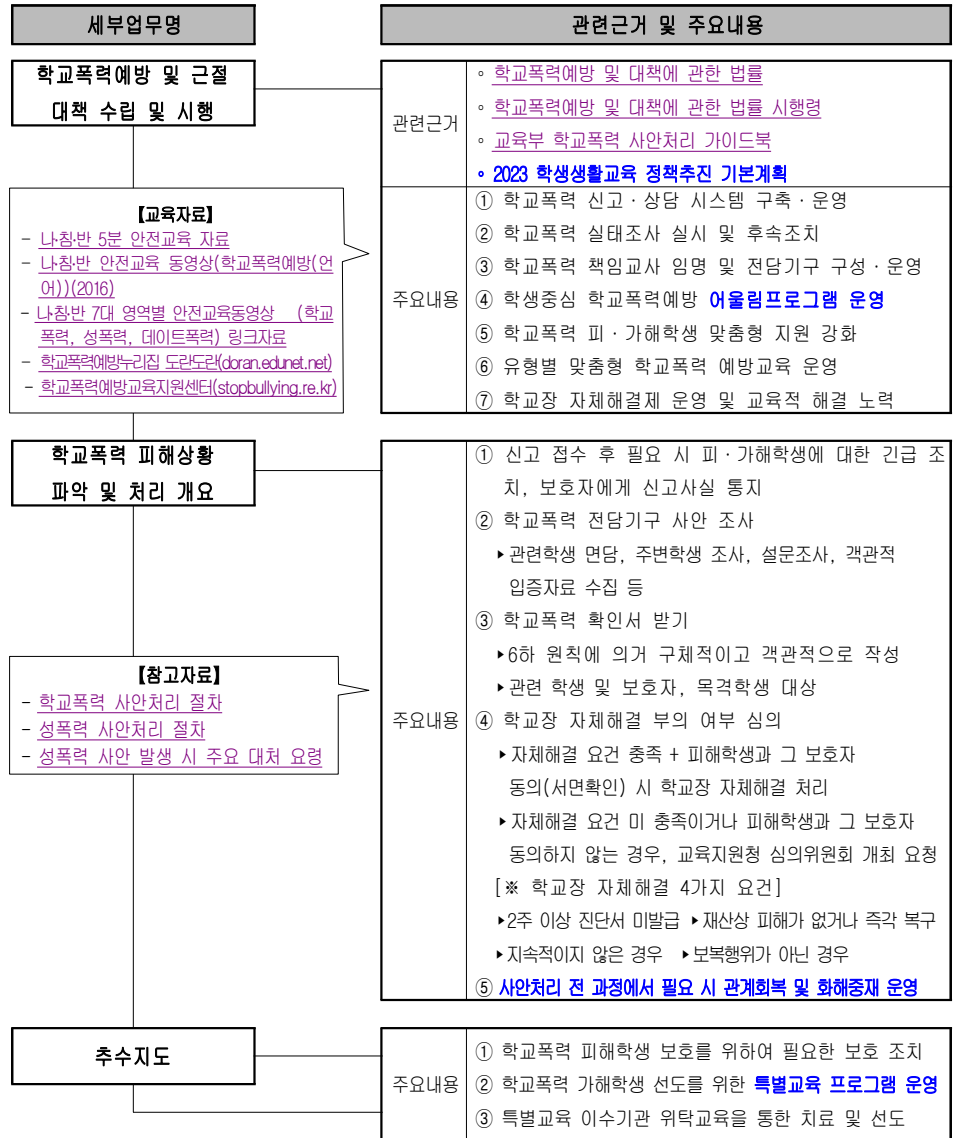 세부업무명
관련근거 및 주요내용
학교폭력예방 및 근절
대책 수립 및 시행
관련근거
◦ 학교폭력예방 및 대책에 관한 법률
◦ 학교폭력예방 및 대책에 관한 법률 시행령
◦ 교육부 학교폭력 사안처리 가이드북
◦ 2023 학생생활교육 정책추진 기본계획
【교육자료】
- 나침반 5분 안전교육 자료
- 나침반 안전교육 동영상(학교폭력예방(언
어))(2016)
- 나침반 7대 영역별 안전교육동영상 (학교
폭력, 성폭력, 데이트폭력) 링크자료
- 학교폭력예방누리집 도란도란(doran.edunet.net)
- 학교폭력예방교육지원센터(stopbullying.re.kr)
주요내용
① 학교폭력 신고·상담 시스템 구축·운영
② 학교폭력 실태조사 실시 및 후속조치
③ 학교폭력 책임교사 임명 및 전담기구 구성·운영
④ 학생중심 학교폭력예방 어울림프로그램 운영
⑤ 학교폭력 피·가해학생 맞춤형 지원 강화
⑥ 유형별 맞춤형 학교폭력 예방교육 운영
⑦ 학교장 자체해결제 운영 및 교육적 해결 노력
학교폭력 피해상황
파악 및 처리 개요
【참고자료】
- 학교폭력 사안처리 절차
- 성폭력 사안처리 절차
- 성폭력 사안 발생 시 주요 대처 요령
주요내용
① 신고 접수 후 필요 시 피·가해학생에 대한 긴급 조
치, 보호자에게 신고사실 통지
② 학교폭력 전담기구 사안 조사
▸관련학생 면담, 주변학생 조사, 설문조사, 객관적
입증자료 수집 등
③ 학교폭력 확인서 받기
▸6하 원칙에 의거 구체적이고 객관적으로 작성
▸관련 학생 및 보호자, 목격학생 대상
④ 학교장 자체해결 부의 여부 심의
▸자체해결 요건 충족 + 피해학생과 그 보호자
동의(서면확인) 시 학교장 자체해결 처리
▸자체해결 요건 미 충족이거나 피해학생과 그 보호자
동의하지 않는 경우, 교육지원청 심의위원회 개최 요청
[※ 학교장 자체해결 4가지 요건]
▸2주 이상 진단서 미발급 ▸재산상 피해가 없거나 즉각 복구
▸지속적이지 않은 경우 ▸보복행위가 아닌 경우
⑤ 사안처리 전 과정에서 필요 시 관계회복 및 화해중재 운영
추수지도
주요내용
① 학교폭력 피해학생 보호를 위하여 필요한 보호 조치
② 학교폭력 가해학생 선도를 위한 특별교육 프로그램 운영
③ 특별교육 이수기관 위탁교육을 통한 치료 및 선도